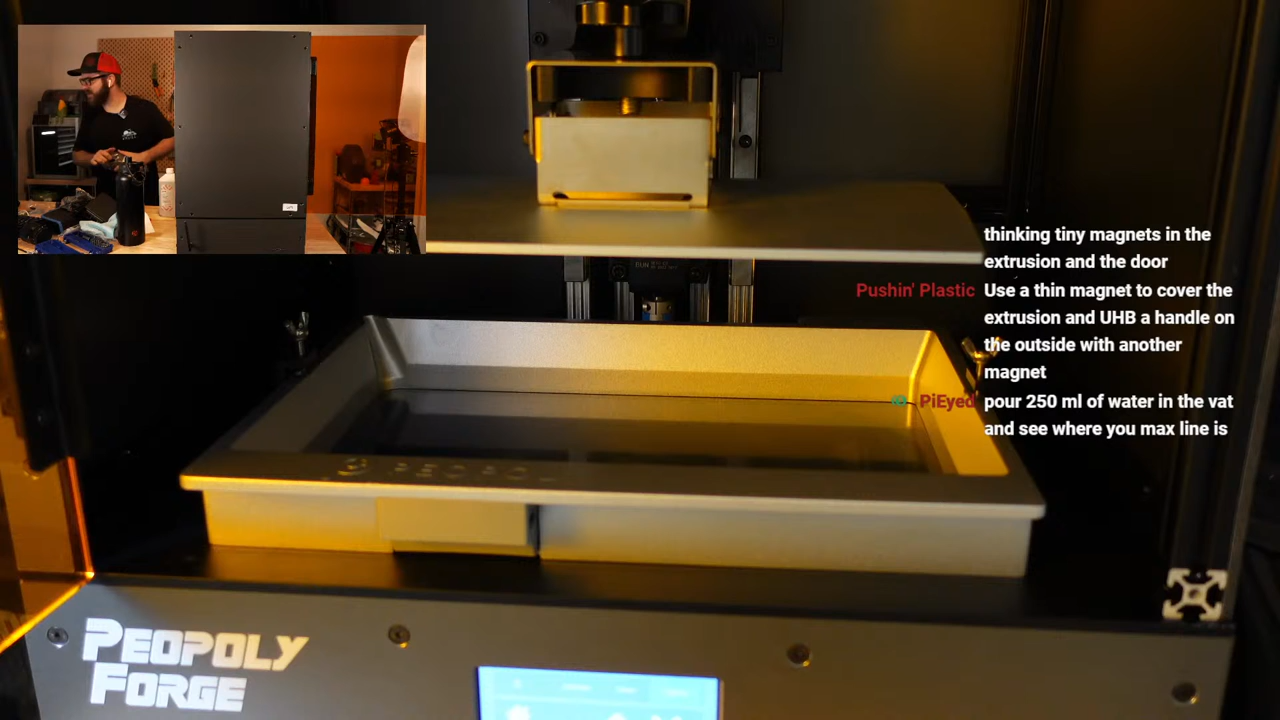 thinking tiny magnets in the
extrusion and the door
Pushin' Plastic Use a thin magnet to cover the
extrusion and UHB a handle on
the outside with another
magnet
PiEyed pour 250 ml of water in the vat
and see where you max line is
PEOPOLY
FORGE